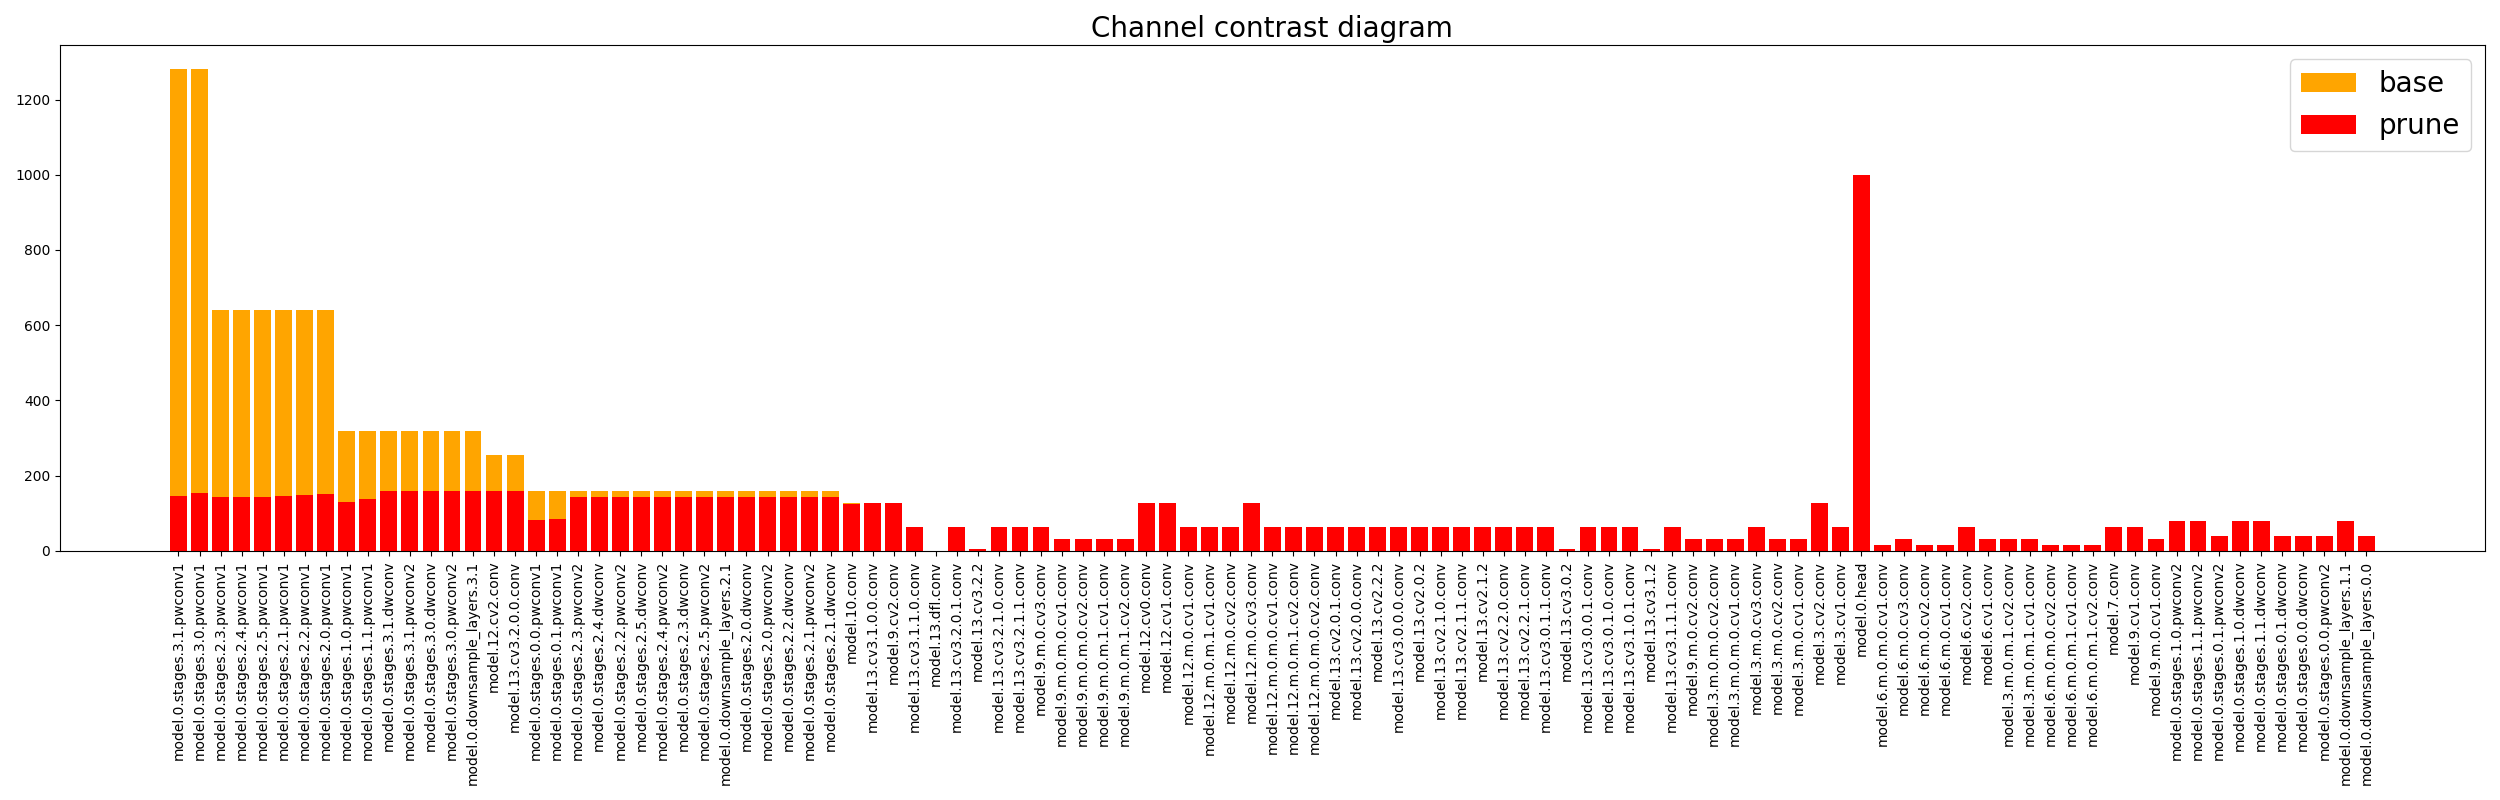 Channel contrast diagram
base
prune
1200
1000
800
600
400
200
0
model.0.stages.3.1.pwconv1
model.0.stages.3.0.pwconv1
model.0.stages.2.3.pwconv1
model.0.stages.2.4.pwconv1
model.0.stages.2.5.pwconv1
model.0.stages.2.1.pwconv1
model.0.stages.2.2.pwconv1
model.0.stages.2.0.pwconv1
model.0.stages.1.0.pwconv1
model.0.stages.1.1.pwconv1
model.0.stages.3.1.dwconv
model.0.stages.3.1.pwconv2
model.0.stages.3.0.dwconv
model.0.stages.3.0.pwconv2
model.0.downsample_layers.3.1
model.12.cv2.conv
model.13.cv3.2.0.0.conv
model.0.stages.0.0.pwconv1
model.0.stages.0.1.pwconv1
model.0.stages.2.3.pwconv2
model.0.stages.2.4.dwconv
model.0.stages.2.2.pwconv2
model.0.stages.2.5.dwconv
model.0.stages.2.4.pwconv2
model.0.stages.2.3.dwconv
model.0.stages.2.5.pwconv2
model.0.downsample_layers.2.1
model.0.stages.2.0.dwconv
model.0.stages.2.0.pwconv2
model.0.stages.2.2.dwconv
model.0.stages.2.1.pwconv2
model.0.stages.2.1.dwconv
model.10.conv
model.13.cv3.1.0.0.conv
model.9.cv2.conv
model.13.cv3.1.1.0.conv
model.13.dfl.conv
model.13.cv3.2.0.1.conv
model.13.cv3.2.2
model.13.cv3.2.1.0.conv
model.13.cv3.2.1.1.conv
model.9.m.0.cv3.conv
model.9.m.0.m.0.cv1.conv
model.9.m.0.m.0.cv2.conv
model.9.m.0.m.1.cv1.conv
model.9.m.0.m.1.cv2.conv
model.12.cv0.conv
model.12.cv1.conv
model.12.m.0.cv1.conv
model.12.m.0.m.1.cv1.conv
model.12.m.0.cv2.conv
model.12.m.0.cv3.conv
model.12.m.0.m.0.cv1.conv
model.12.m.0.m.1.cv2.conv
model.12.m.0.m.0.cv2.conv
model.13.cv2.0.1.conv
model.13.cv2.0.0.conv
model.13.cv2.2.2
model.13.cv3.0.0.0.conv
model.13.cv2.0.2
model.13.cv2.1.0.conv
model.13.cv2.1.1.conv
model.13.cv2.1.2
model.13.cv2.2.0.conv
model.13.cv2.2.1.conv
model.13.cv3.0.1.1.conv
model.13.cv3.0.2
model.13.cv3.0.0.1.conv
model.13.cv3.0.1.0.conv
model.13.cv3.1.0.1.conv
model.13.cv3.1.2
model.13.cv3.1.1.1.conv
model.9.m.0.cv2.conv
model.3.m.0.m.0.cv2.conv
model.3.m.0.m.0.cv1.conv
model.3.m.0.cv3.conv
model.3.m.0.cv2.conv
model.3.m.0.cv1.conv
model.3.cv2.conv
model.3.cv1.conv
model.0.head
model.6.m.0.m.0.cv1.conv
model.6.m.0.cv3.conv
model.6.m.0.cv2.conv
model.6.m.0.cv1.conv
model.6.cv2.conv
model.6.cv1.conv
model.3.m.0.m.1.cv2.conv
model.3.m.0.m.1.cv1.conv
model.6.m.0.m.0.cv2.conv
model.6.m.0.m.1.cv1.conv
model.6.m.0.m.1.cv2.conv
model.7.conv
model.9.cv1.conv
model.9.m.0.cv1.conv
model.0.stages.1.0.pwconv2
model.0.stages.1.1.pwconv2
model.0.stages.0.1.pwconv2
model.0.stages.1.0.dwconv
model.0.stages.1.1.dwconv
model.0.stages.0.1.dwconv
model.0.stages.0.0.dwconv
model.0.stages.0.0.pwconv2
model.0.downsample_layers.1.1
model.0.downsample_layers.0.0